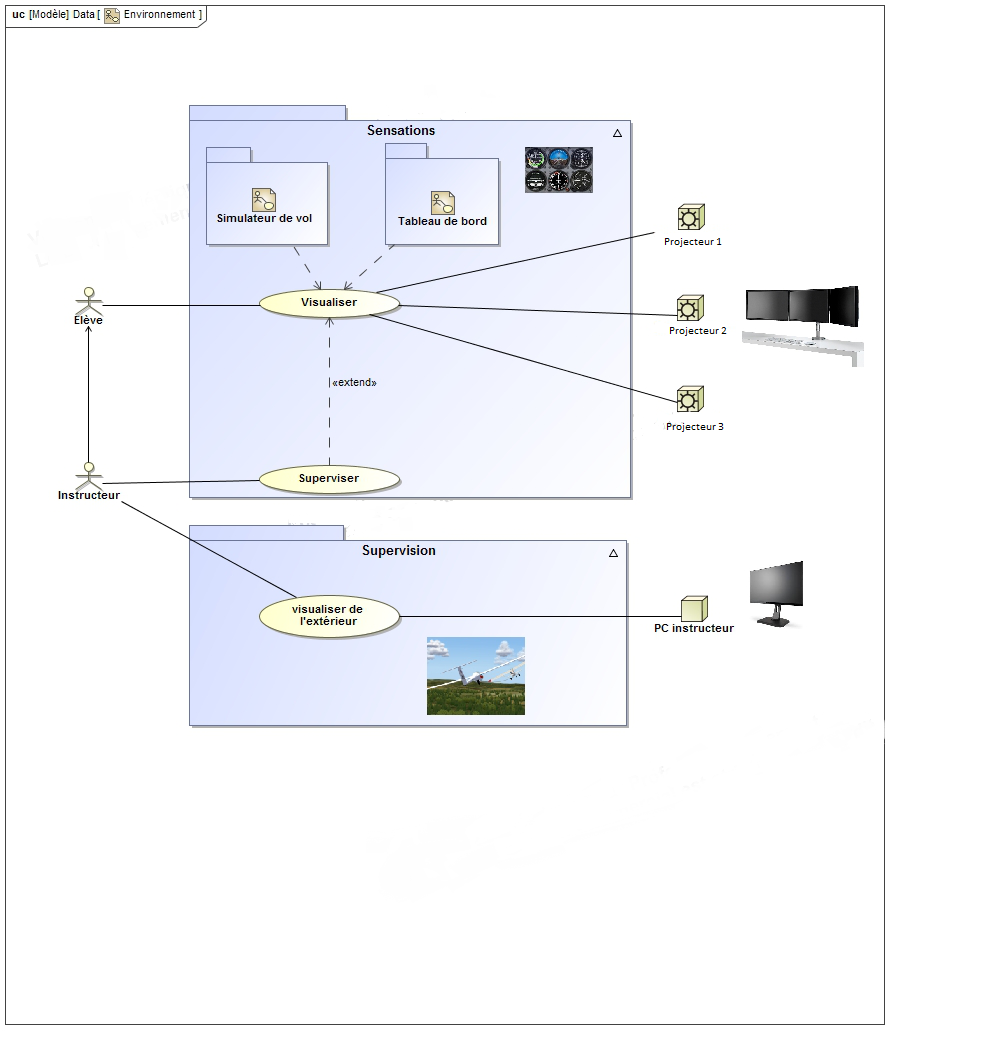 uc [Modèle] Data [ Environnement ]
Sensations
Simulateur de vol
Tableau de bord
Projecteur 1
Visualiser
Elève
Projecteur 2
«extend»
Projecteur 3
Superviser
Instructeur
Supervision
visualiser de
l'extérieur
PC instructeur